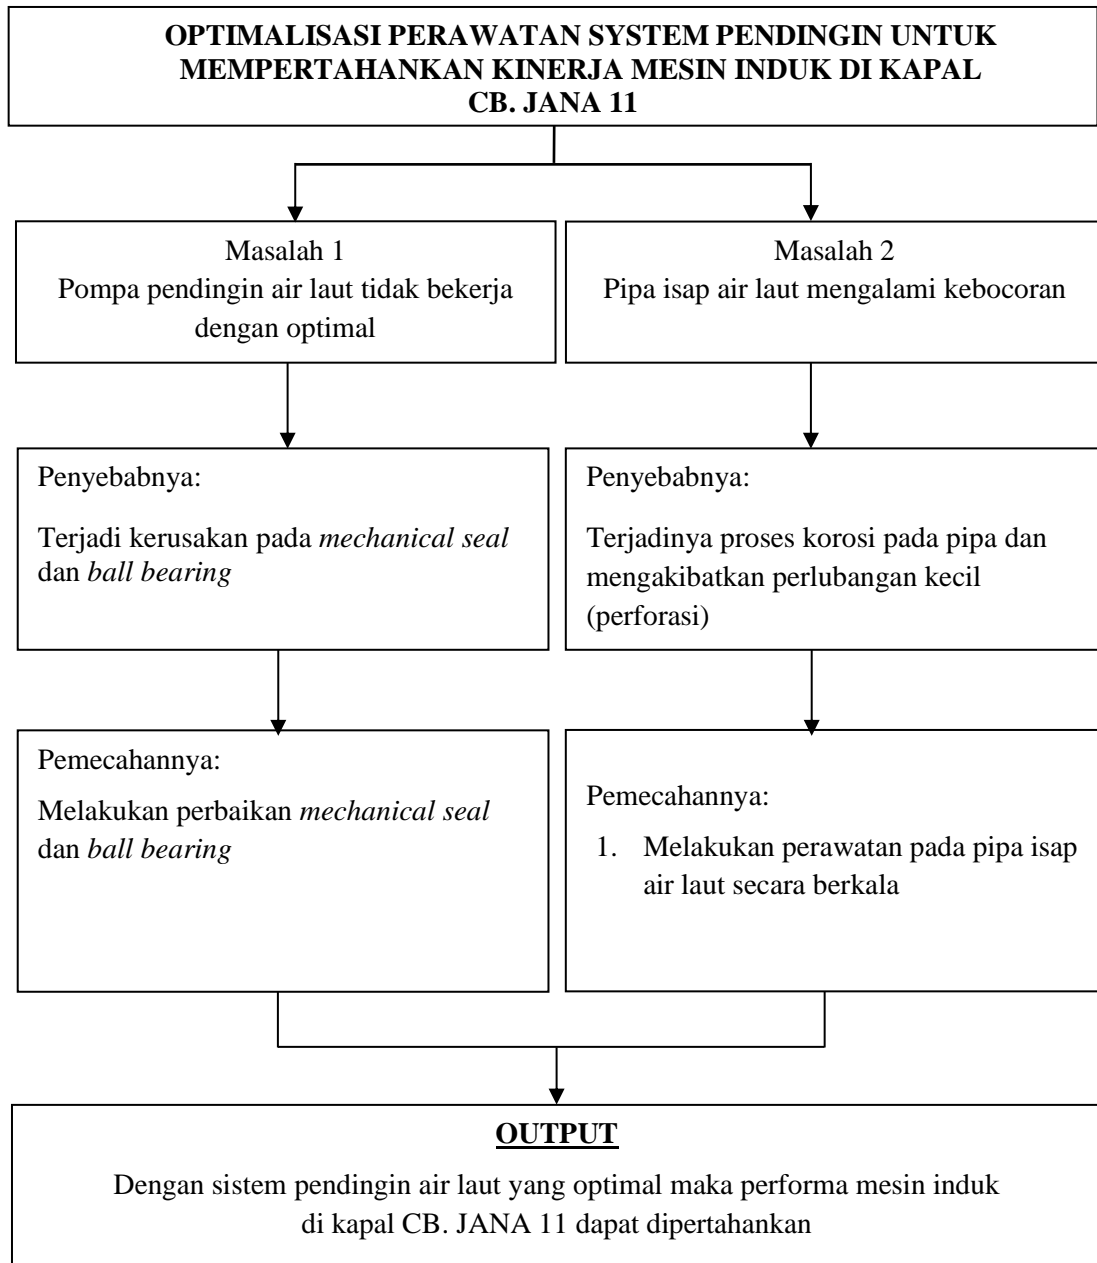 OPTIMALISASI PERAWATAN SYSTEM PENDINGIN UNTUK
MEMPERTAHANKAN KINERJA MESIN INDUK DI KAPAL
CB. JANA 11
Masalah 1
Pompa pendingin air laut tidak bekerja
dengan optimal
Masalah 2
Pipa isap air laut mengalami kebocoran
Penyebabnya:
Terjadi kerusakan pada mechanical seal
dan ball bearing
Penyebabnya:
Terjadinya proses korosi pada pipa dan
mengakibatkan perlubangan kecil
(perforasi)
Pemecahannya:
Melakukan perbaikan mechanical seal
dan ball bearing
Pemecahannya:
1. Melakukan perawatan pada pipa isap
air laut secara berkala
OUTPUT
Dengan sistem pendingin air laut yang optimal maka performa mesin induk
di kapal CB. JANA 11 dapat dipertahankan